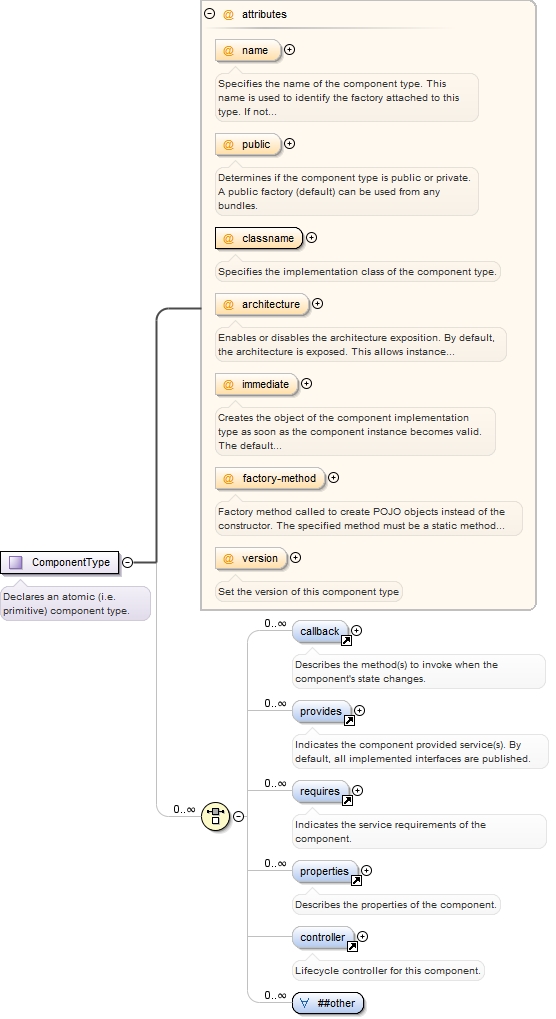 @ attributes
@ name
Specifies the name of the component type. This
name is used to identify the factory attached to this
type. If not...
@ public
Determines if the component type is public or private.
A public factory (default) can be used from any
bundles.
@ classname
Specifies the implementation class of the component type.
@ architecture
Enables or disables the architecture exposition. By default,
the architecture is exposed. This allows instance...
@ immediate
Creates the object of the component implementation
type as soon as the component instance becomes valid.
The default...
@ factory-method
Factory method called to create POJO objects instead of the
constructor. The specified method must be a static method...
@ version
Set the version of this component type
ComponentType
Declares an atomic (i.e.
primitive) component type.
0..∞
0..∞
callback
Describes the method(s) to invoke when the
component's state changes.
0..∞
provides
Indicates the component provided service(s). By
default, all implemented interfaces are published.
0..∞
requires
Indicates the service requirements of the
component.
0..∞
properties
Describes the properties of the component.
controller
Lifecycle controller for this component.
0..∞
##other